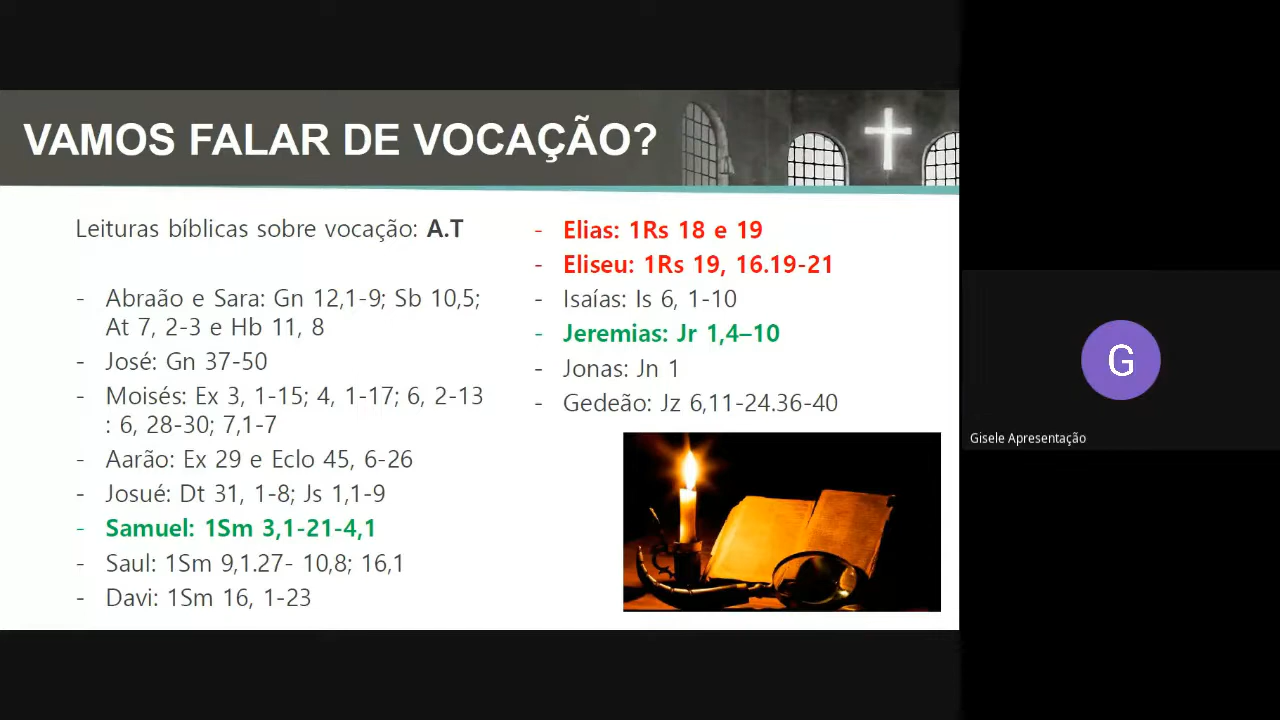 VAMOS FALAR DE VOCAÇÃO?
Leituras bíblicas sobre vocação: A.T
- Abraão e Sara: Gn 12,1-9; Sb 10,5;
At 7, 2-3 e Hb 11, 8
- José: Gn 37-50
- Moisés: Ex 3, 1-15; 4, 1-17; 6, 2-13
: 6, 28-30; 7,1-7
- Aarão: Ex 29 e Eclo 45, 6-26
- Josué: Dt 31, 1-8; Js 1,1-9
- Samuel: 1Sm 3,1-21-4,1
- Saul: 1Sm 9,1.27- 10,8; 16,1
- Davi: 1Sm 16, 1-23
- Elias: 1Rs 18 e 19
- Eliseu: 1Rs 19, 16.19-21
- Isaías: Is 6, 1-10
- Jeremias: Jr 1,4–10
- Jonas: Jn 1
- Gedeão: Jz 6,11-24.36-40
G
Gisele Apresentação